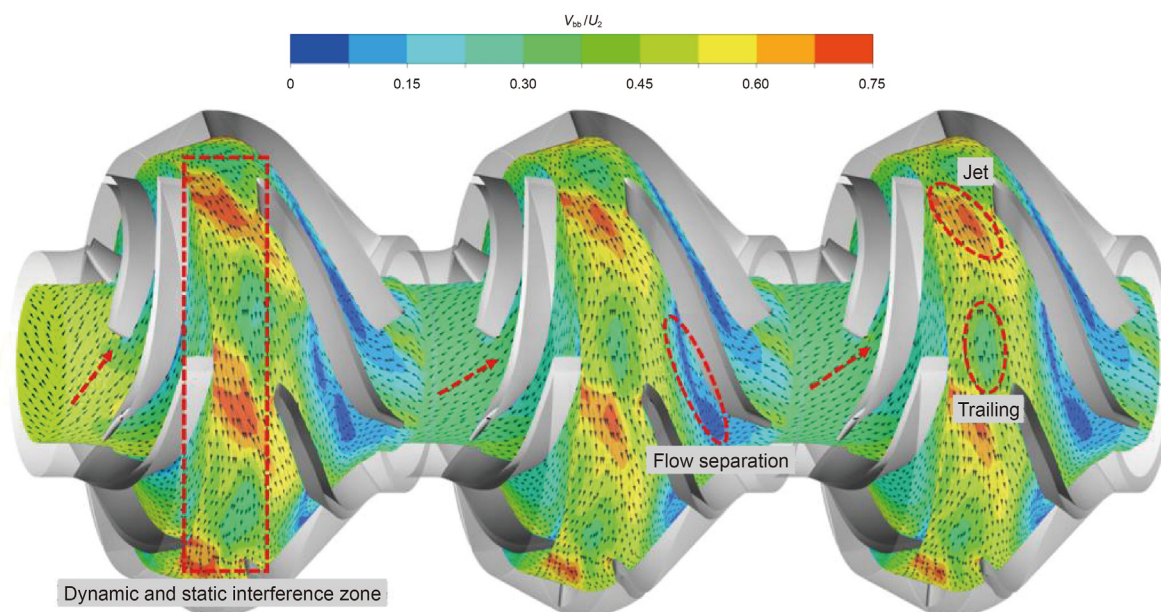 V_bb/U_2
0 0.15 0.30 0.45 0.60 0.75
Jet
Trailing
Flow separation
Dynamic and static interference zone